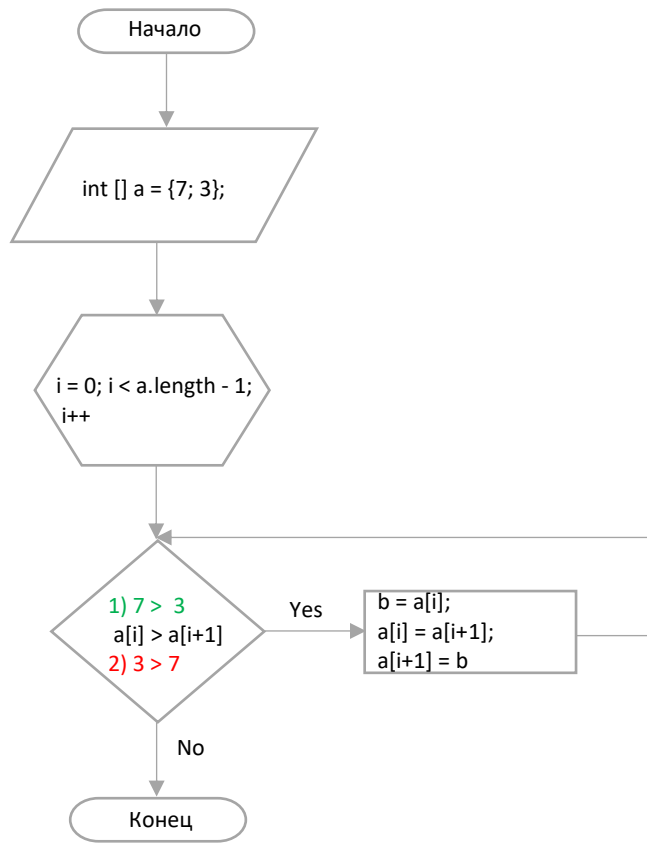 Начало
int [] a = {7; 3};
i = 0; i < a.length - 1;
i++
1) 7 > 3
a[i] > a[i+1]
2) 3 > 7
Yes
b = a[i];
a[i] = a[i+1];
a[i+1] = b
No
Конец